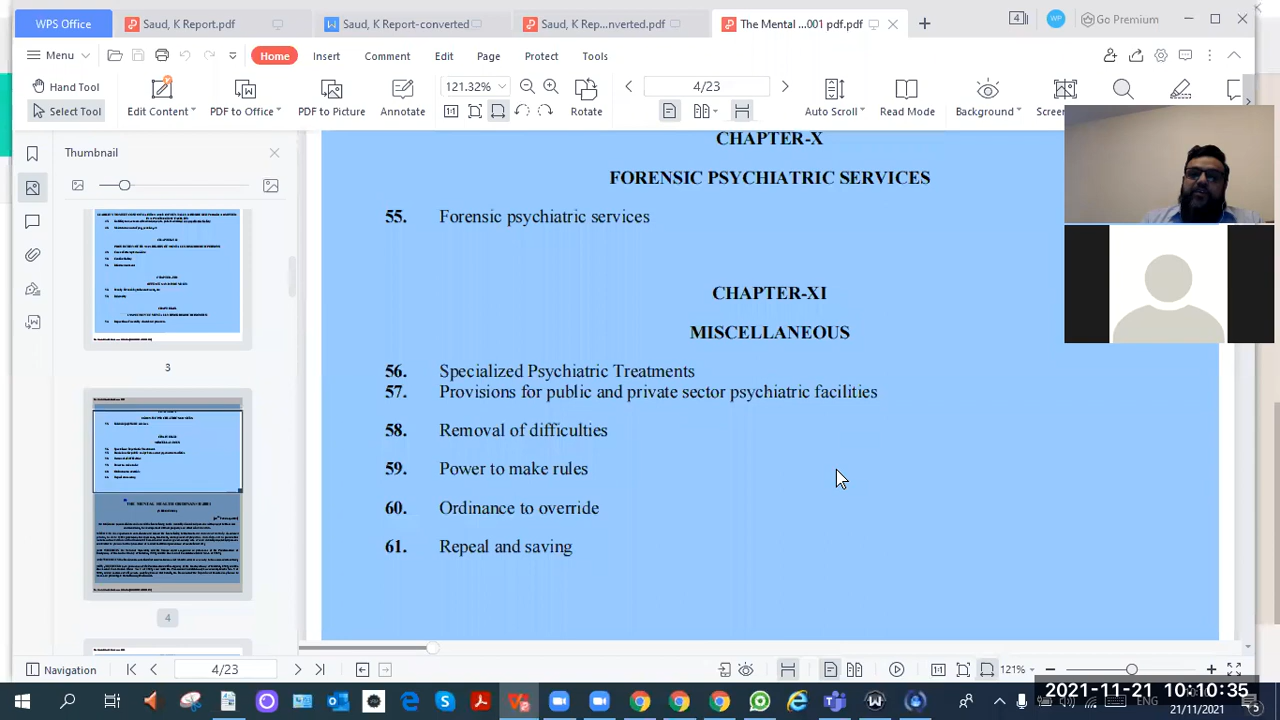 WPS Office
Saud, K Report.pdf
Saud, K Report-converted
Saud, K Rep...nverted.pdf
The Mental ...001 pdf.pdf
4
WP
Go Premium
Menu
Home
Insert
Comment
Edit
Page
Protect
Tools
Hand Tool
Select Tool
Edit Content
PDF to Office
PDF to Picture
Annotate
121.32%
Rotate
4/23
Auto Scroll
Read Mode
Background
Screen
Thumbnail
3
4
CHAPTER-X
FORENSIC PSYCHIATRIC SERVICES
55. Forensic psychiatric services
CHAPTER-XI
MISCELLANEOUS
56. Specialized Psychiatric Treatments
57. Provisions for public and private sector psychiatric facilities
58. Removal of difficulties
59. Power to make rules
60. Ordinance to override
61. Repeal and saving
Navigation
4/23
121%
2021-11-21 10:10:35
ENG
21/11/2021
5